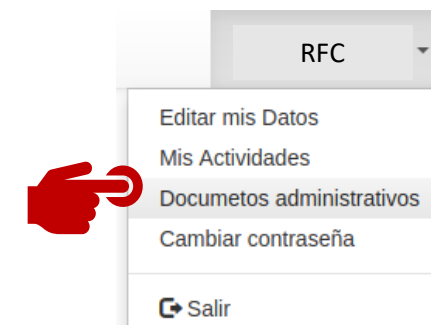 RFC
Editar mis Datos
Mis Actividades
Documetos administrativos
Cambiar contraseña
Salir